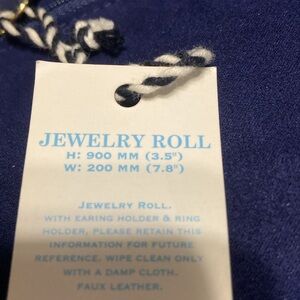 JEWELRY ROLL
H: 900 MM (3.5")
W: 200 MM (7.8")
JEWELRY ROLL.
WITH EARING HOLDER & RING
HOLDER, PLEASE RETAIN THIS
INFORMATION FOR FUTURE
REFERENCE. WIPE CLEAN ONLY
WITH A DAMP CLOTH.
FAUX LEATHER.